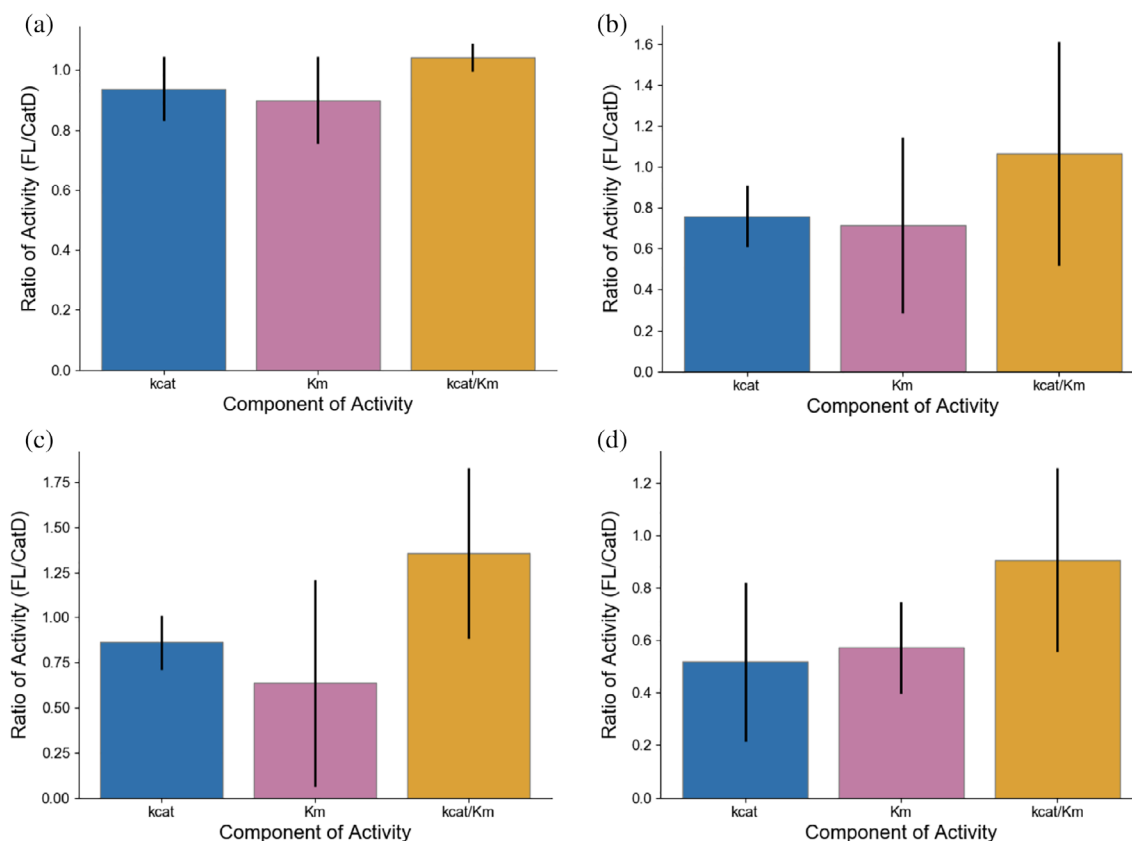 (a)
Ratio of Activity (FL/CatD)
1.0
0.8
0.6
0.4
0.2
0.0
kcat
Km
kcat/Km
Component of Activity
(b)
Ratio of Activity (FL/CatD)
1.6
1.4
1.2
1.0
0.8
0.6
0.4
0.2
0.0
kcat
Km
kcat/Km
Component of Activity
(c)
Ratio of Activity (FL/CatD)
1.75
1.50
1.25
1.00
0.75
0.50
0.25
0.00
kcat
Km
kcat/Km
Component of Activity
(d)
Ratio of Activity (FL/CatD)
1.2
1.0
0.8
0.6
0.4
0.2
0.0
kcat
Km
kcat/Km
Component of Activity